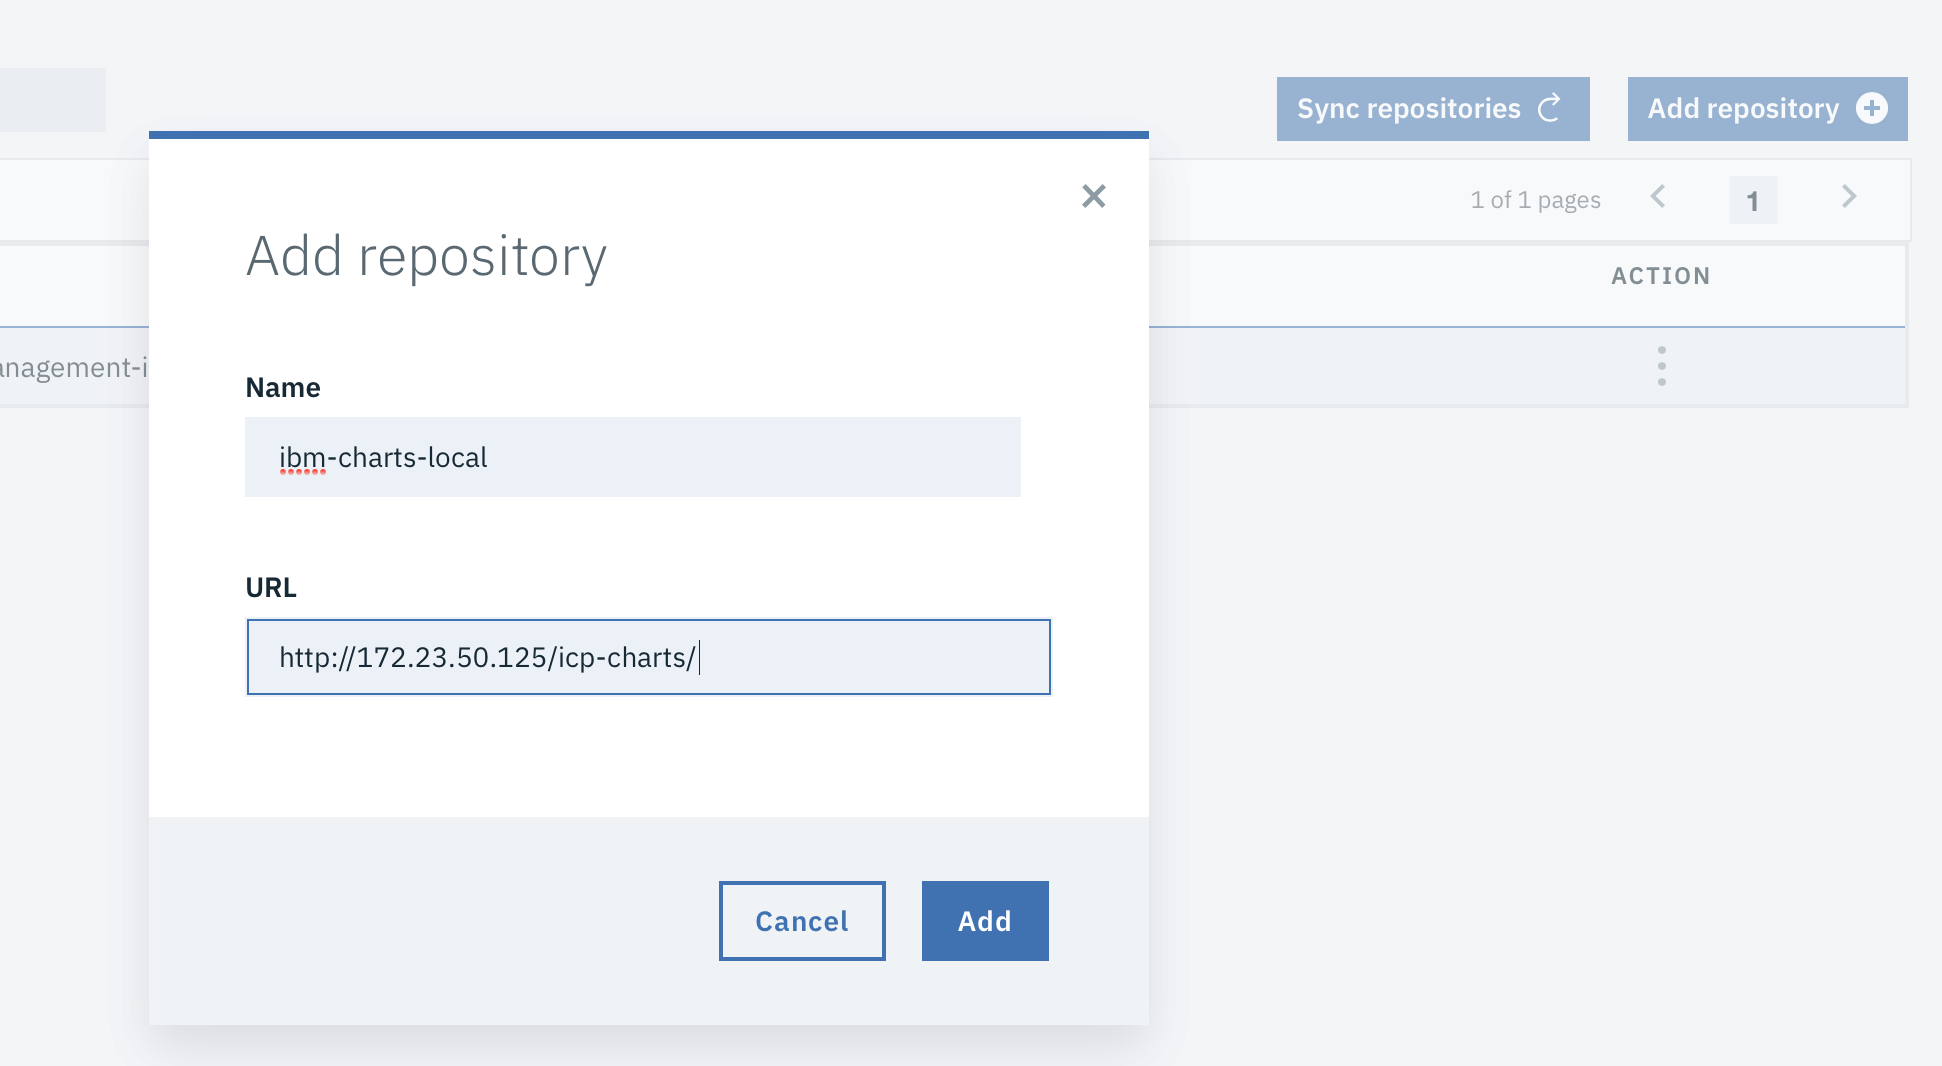 Sync repositories
Add repository
1 of 1 pages
1
ACTION
anagement-i
Add repository
Name
ibm-charts-local
URL
http://172.23.50.125/icp-charts/
Cancel
Add